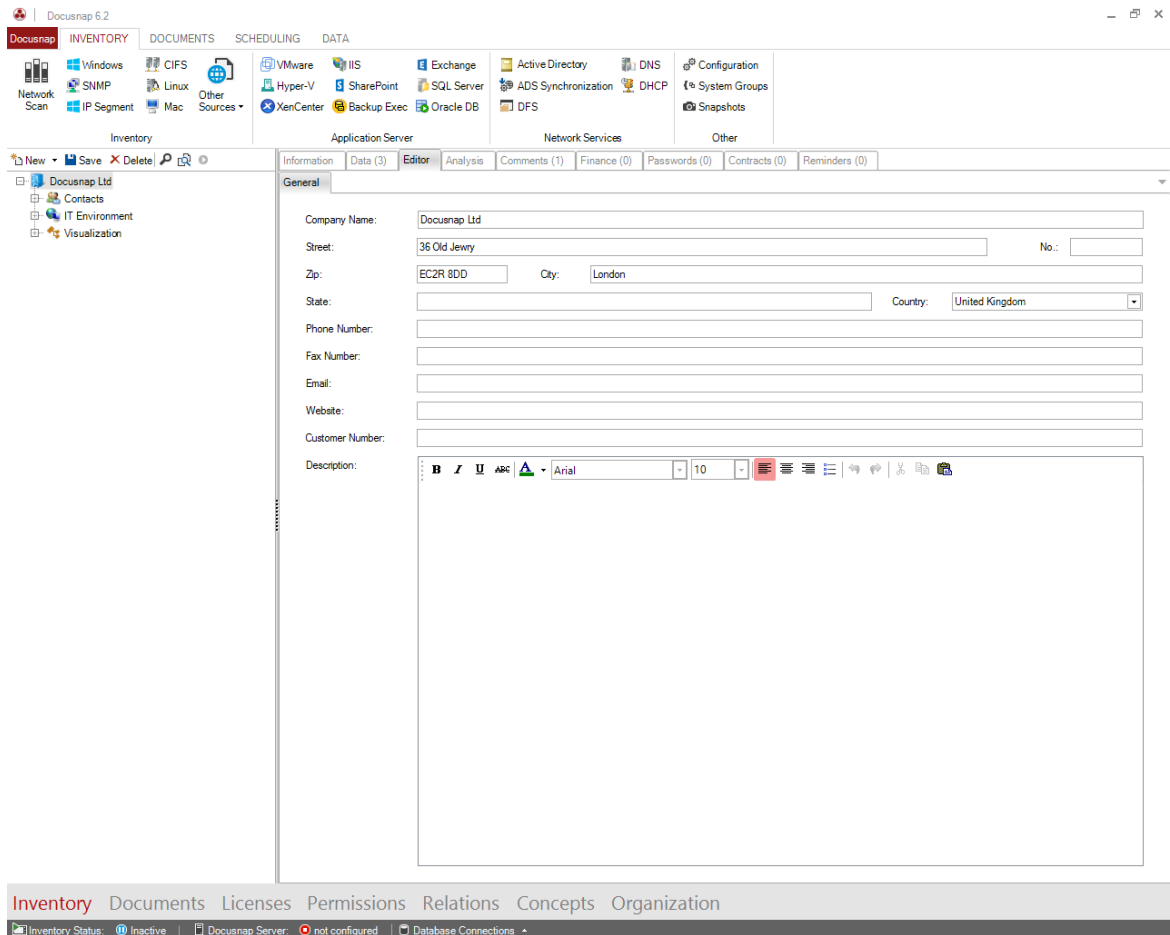 Docusnap 6.2
Docusnap INVENTORY DOCUMENTS SCHEDULING DATA
Windows CIFS VMware IIS Exchange Active Directory DNS Configuration
SNMP Linux Hyper-V SharePoint SQL Server ADS Synchronization DHCP System Groups
Network Scan IP Segment Mac Other Sources XenCenter Backup Exec Oracle DB DFS Snapshots
Inventory Application Server Network Services Other
New Save Delete
Docusnap Ltd
Contacts
IT Environment
Visualization
Information Data (3) Editor Analysis Comments (1) Finance (0) Passwords (0) Contracts (0) Reminders (0)
General
Company Name: Docusnap Ltd
Street: 36 Old Jewry No.:
Zip: EC2R 8DD City: London
State: Country: United Kingdom
Phone Number:
Fax Number:
Email:
Website:
Customer Number:
Description: B I U ABC A Arial 10
Inventory Documents Licenses Permissions Relations Concepts Organization
Inventory Status: Inactive Docusnap Server: not configured Database Connections